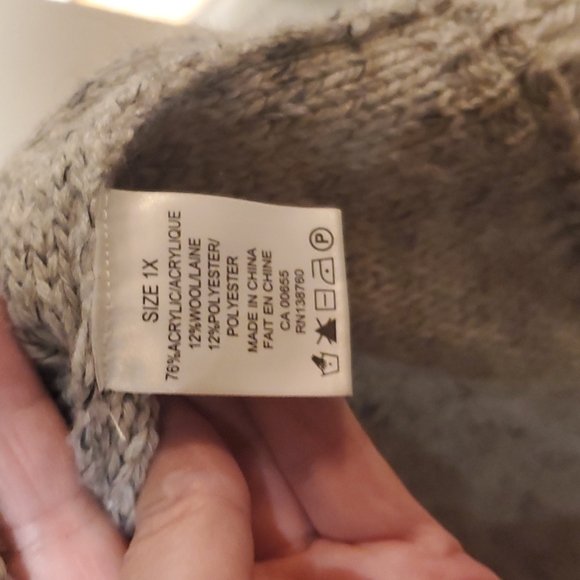 SIZE 1X
76%ACRYLIC/ACRYLIQUE
12%WOOL/LAINE
12%POLYESTER/
POLYESTER
MADE IN CHINA
FAIT EN CHINE
CA 00655
RN138760
P